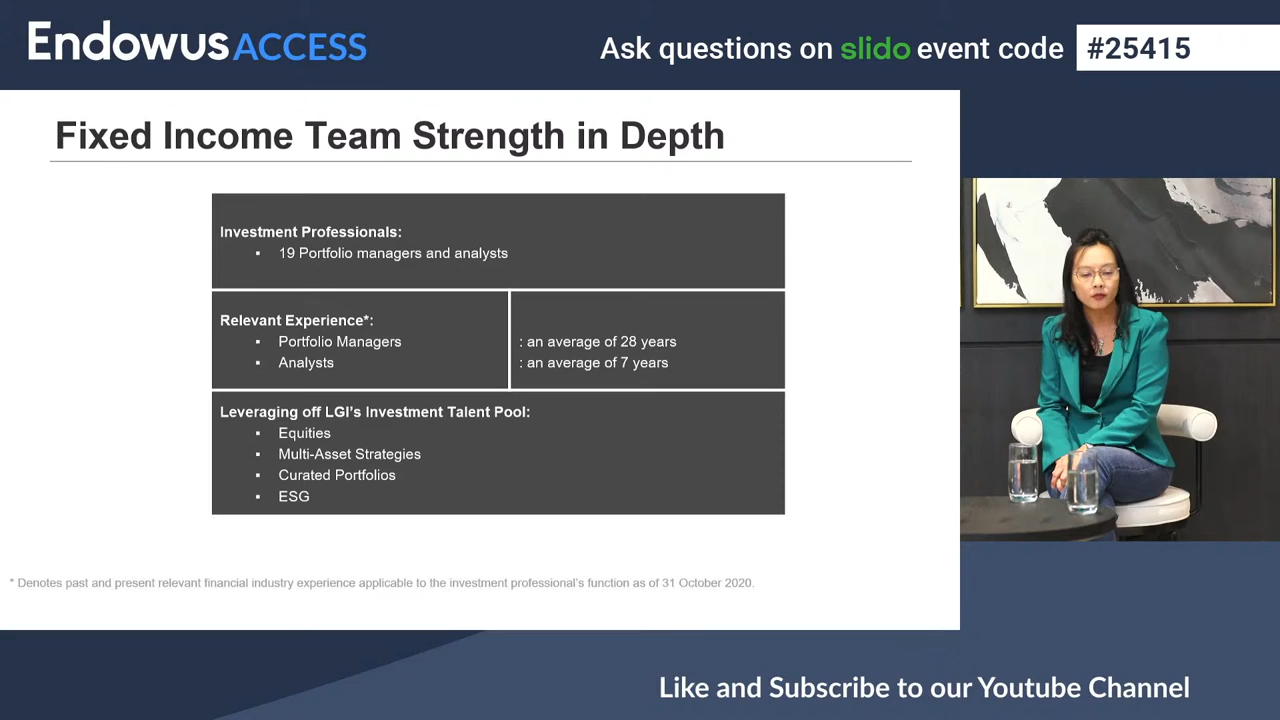 Endowus ACCESS
Ask questions on slido event code #25415
Fixed Income Team Strength in Depth
Investment Professionals:
▪ 19 Portfolio managers and analysts
Relevant Experience*:
▪ Portfolio Managers : an average of 28 years
▪ Analysts : an average of 7 years
Leveraging off LGI's Investment Talent Pool:
▪ Equities
▪ Multi-Asset Strategies
▪ Curated Portfolios
▪ ESG
* Denotes past and present relevant financial industry experience applicable to the investment professional's function as of 31 October 2020.
Like and Subscribe to our Youtube Channel